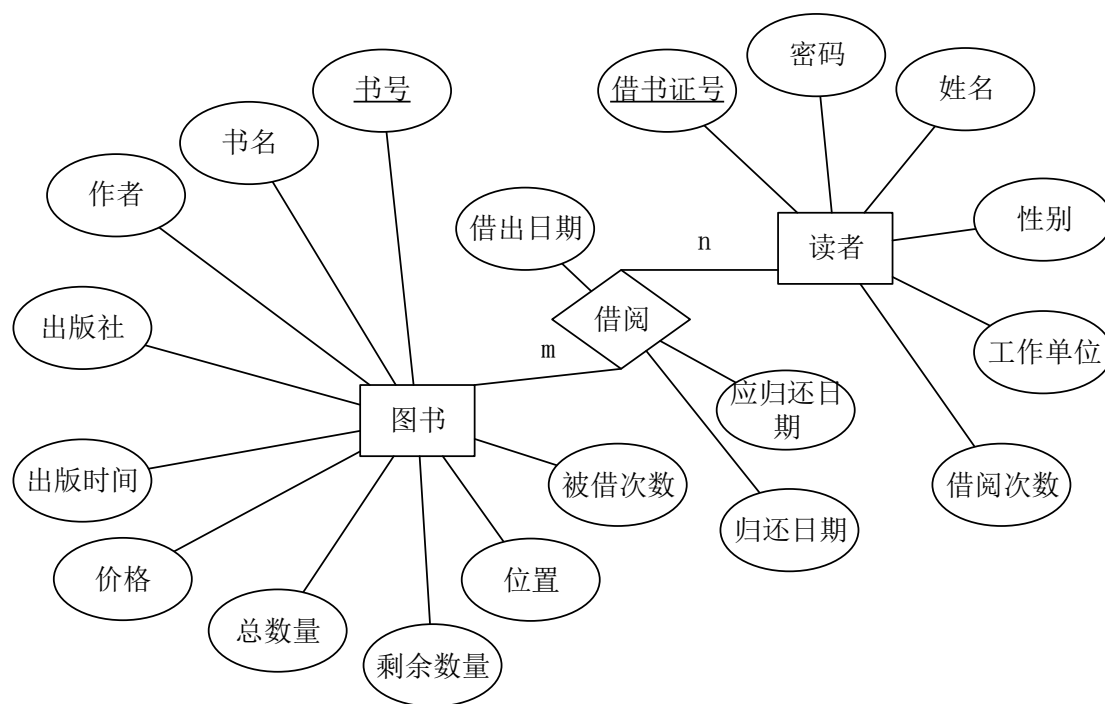 密码
书号
借书证号
姓名
书名
作者
性别
借出日期
n
读者
出版社
借阅
m
工作单位
应归还日
期
图书
出版时间
被借次数
借阅次数
归还日期
价格
位置
总数量
剩余数量